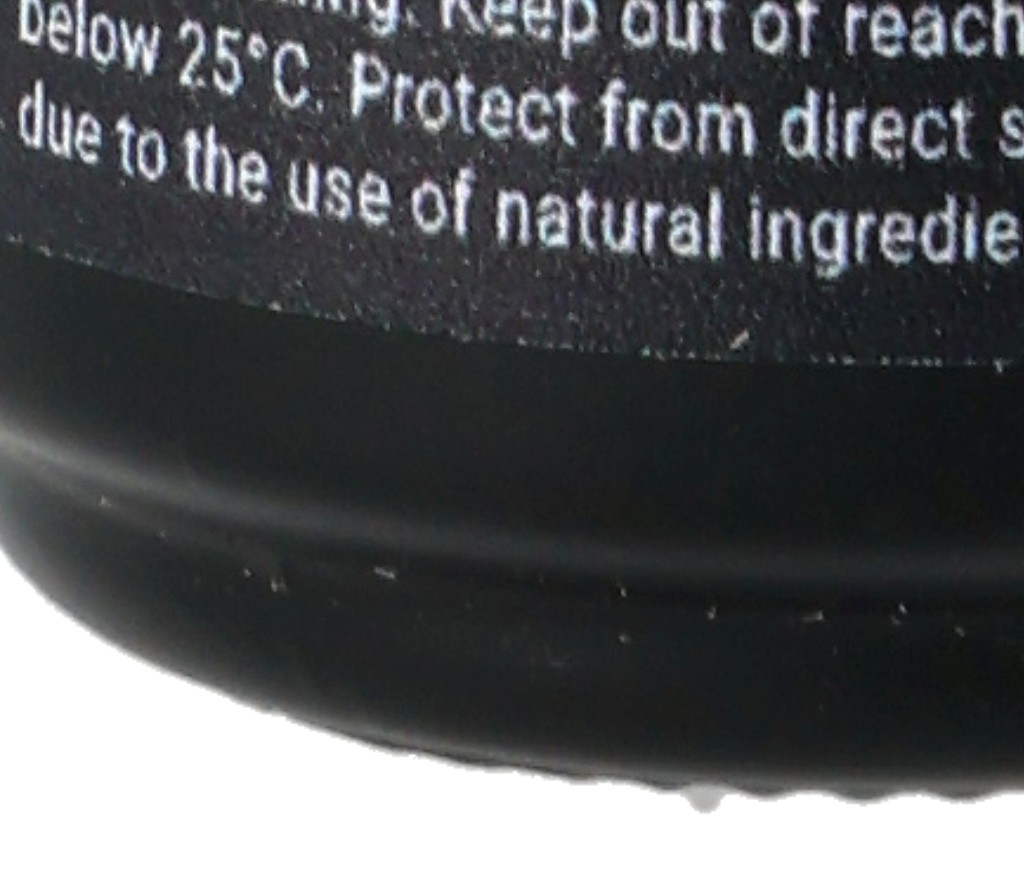 Keep out of reach
below 25°C. Protect from direct
due to the use of natural